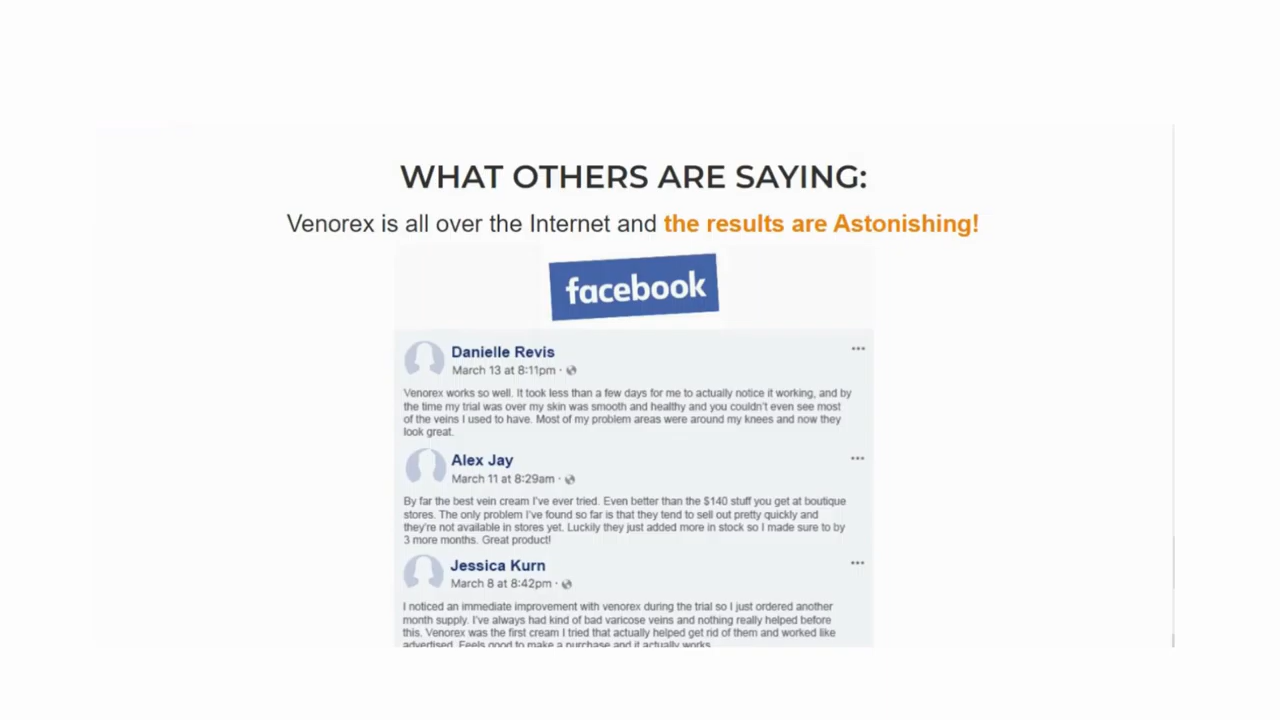 WHAT OTHERS ARE SAYING:
Venorex is all over the Internet and the results are Astonishing!
facebook
Danielle Revis
March 13 at 8:11pm ·
Venorex works so well. It took less than a few days for me to actually notice it working, and by
the time my trial was over my skin was smooth and healthy and you couldn't even see most
of the veins I used to have. Most of my problem areas were around my knees and now they
look great.
Alex Jay
March 11 at 8:29am ·
By far the best vein cream I've ever tried. Even better than the $140 stuff you get at boutique
stores. The only problem I've found so far is that they tend to sell out pretty quickly and
they're not available in stores yet. Luckily they just added more in stock so I made sure to by
3 more months. Great product!
Jessica Kurn
March 8 at 8:42pm ·
I noticed an immediate improvement with venorex during the trial so I just ordered another
month supply. I've always had kind of bad varicose veins and nothing really helped before
this. Venorex was the first cream I tried that actually helped get rid of them and worked like
advertised. Feels good to make a purchase and it actually works.